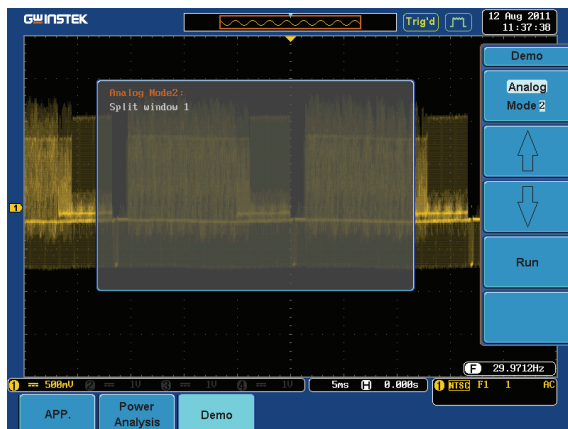 GWINSTEK
Trig'd
12 Aug 2011
11:37:38
Demo
Analog
Mode 2
Run
Analog Mode2:
Split window 1
1
F 29.9712Hz
1 500mV 2 1V 3 1V 4 1V
5ms H 0.000s
1 NTSC F1 1 AC
APP.
Power
Analysis
Demo